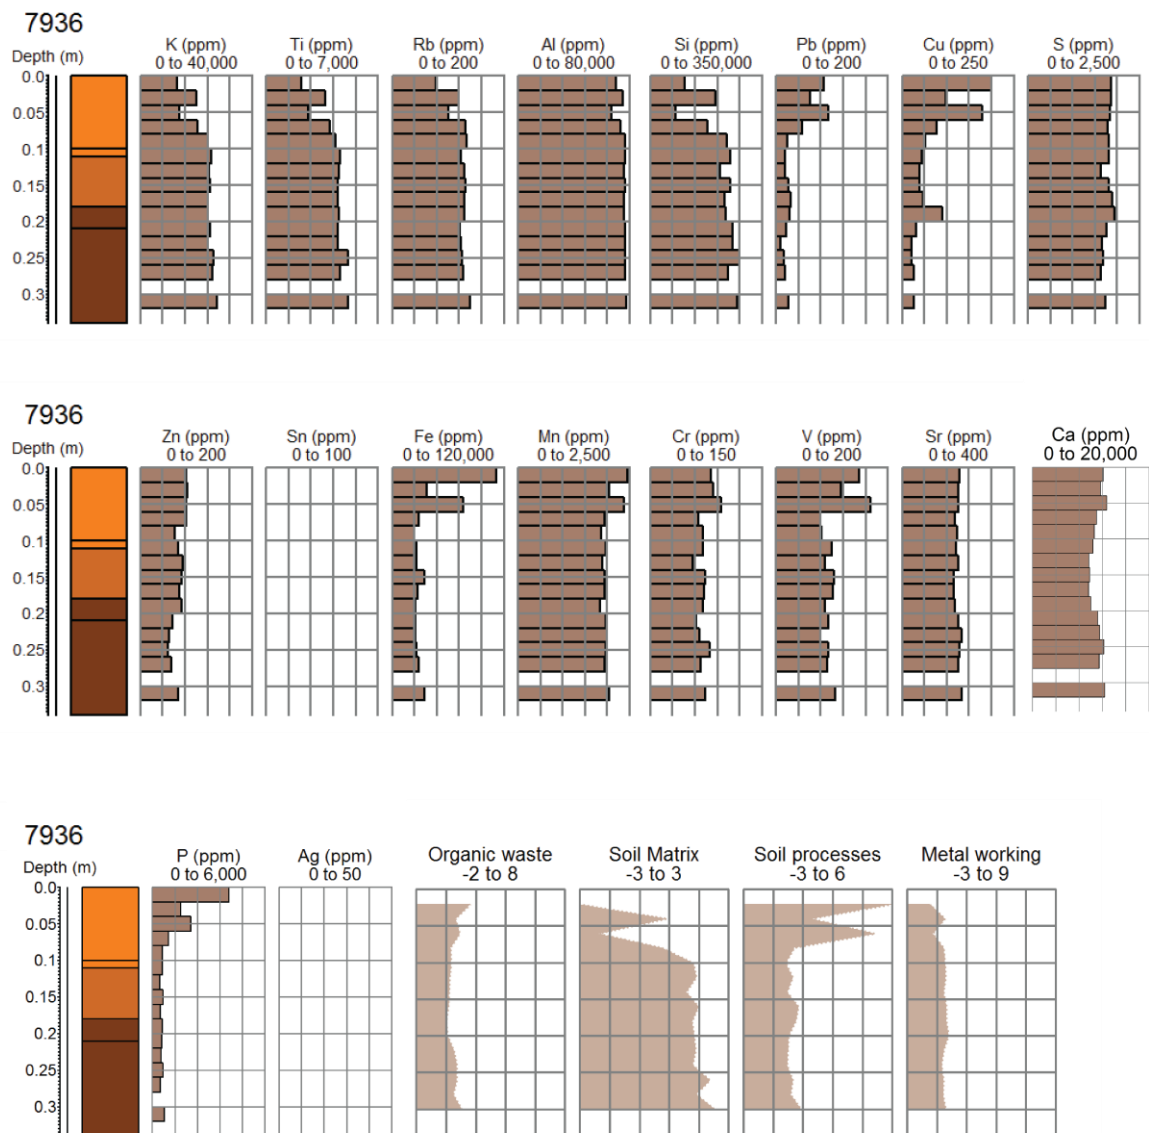 7936
Depth (m)
K (ppm)
0 to 40,000
Ti (ppm)
0 to 7,000
Rb (ppm)
0 to 200
Al (ppm)
0 to 80,000
Si (ppm)
0 to 350,000
Pb (ppm)
0 to 200
Cu (ppm)
0 to 250
S (ppm)
0 to 2,500
0.0
0.05
0.1
0.15
0.2
0.25
0.3
7936
Depth (m)
Zn (ppm)
0 to 200
Sn (ppm)
0 to 100
Fe (ppm)
0 to 120,000
Mn (ppm)
0 to 2,500
Cr (ppm)
0 to 150
V (ppm)
0 to 200
Sr (ppm)
0 to 400
Ca (ppm)
0 to 20,000
0.0
0.05
0.1
0.15
0.2
0.25
0.3
7936
Depth (m)
P (ppm)
0 to 6,000
Ag (ppm)
0 to 50
Organic waste
-2 to 8
Soil Matrix
-3 to 3
Soil processes
-3 to 6
Metal working
-3 to 9
0.0
0.05
0.1
0.15
0.2
0.25
0.3